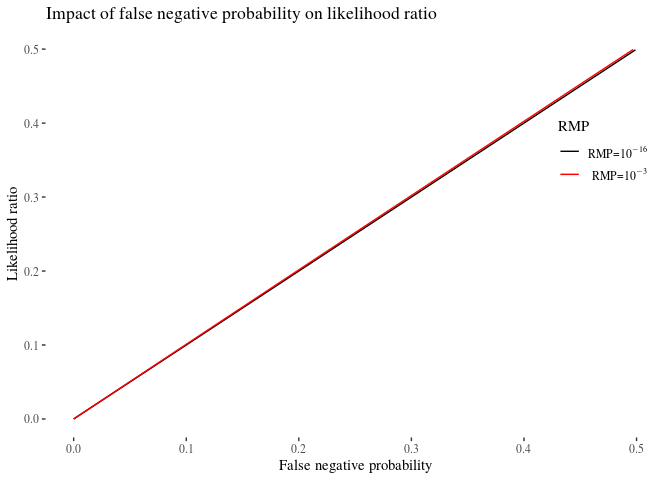 Impact of false negative probability on likelihood ratio
0.5
0.4
0.3
0.2
0.1
0.0
Likelihood ratio
RMP
RMP=10⁻¹⁶
RMP=10⁻³
0.0 0.1 0.2 0.3 0.4 0.5
False negative probability